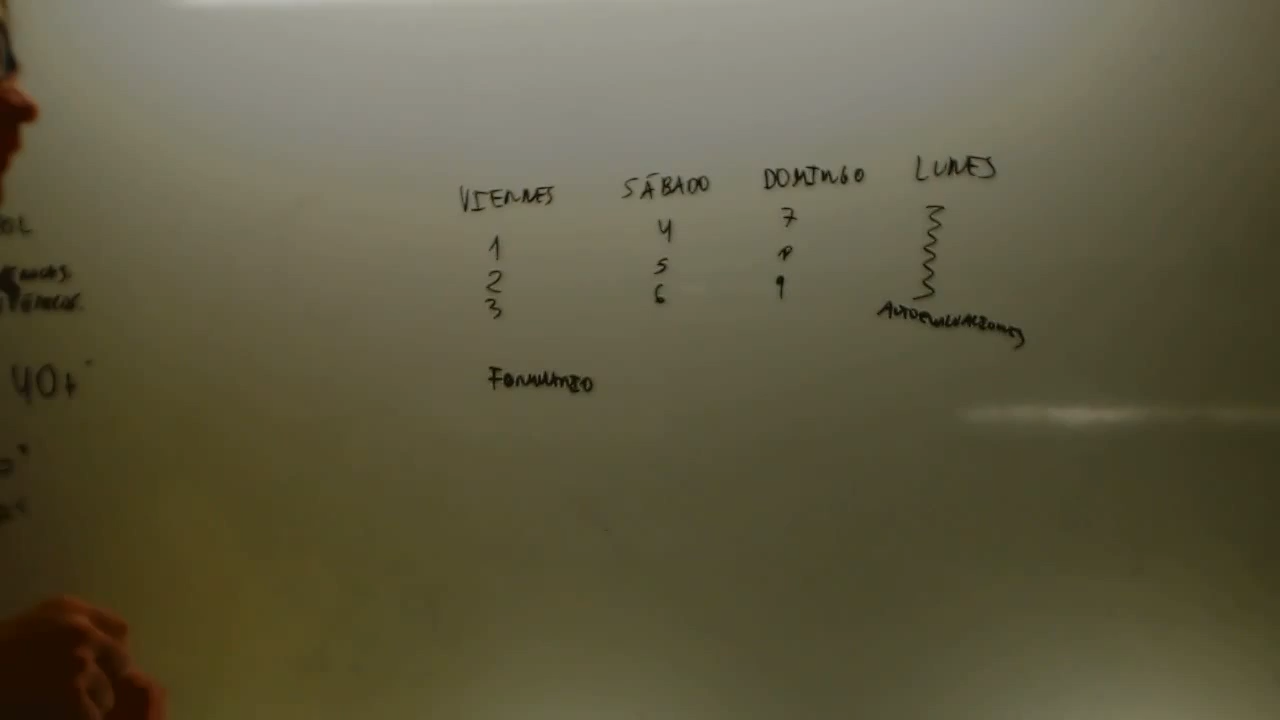 VIERNES SÁBADO DOMINGO LUNES
1 4 7
2 5 8
3 6 9
AUTOEVALUACIONES
FORMULARIO
40+